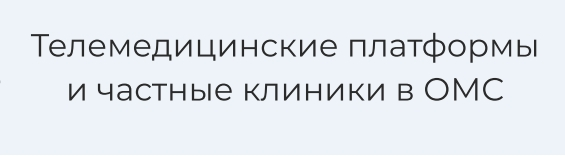 Телемедицинские платформы
и частные клиники в ОМС